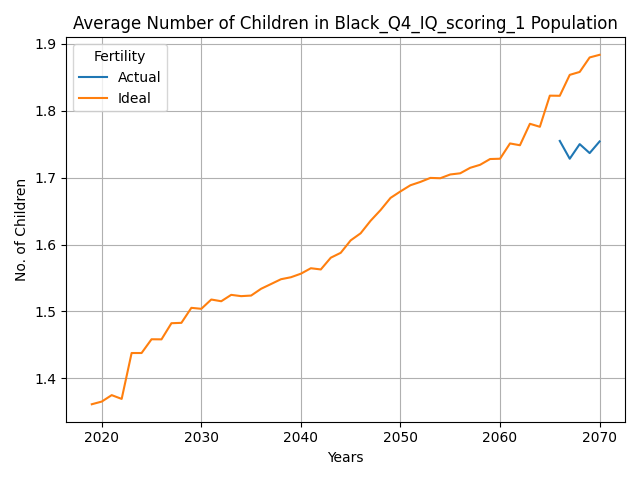 Average Number of Children in Black_Q4_IQ_scoring_1 Population
Fertility
Actual
Ideal
1.9
1.8
1.7
1.6
1.5
1.4
No. of Children
2020
2030
2040
2050
2060
2070
Years